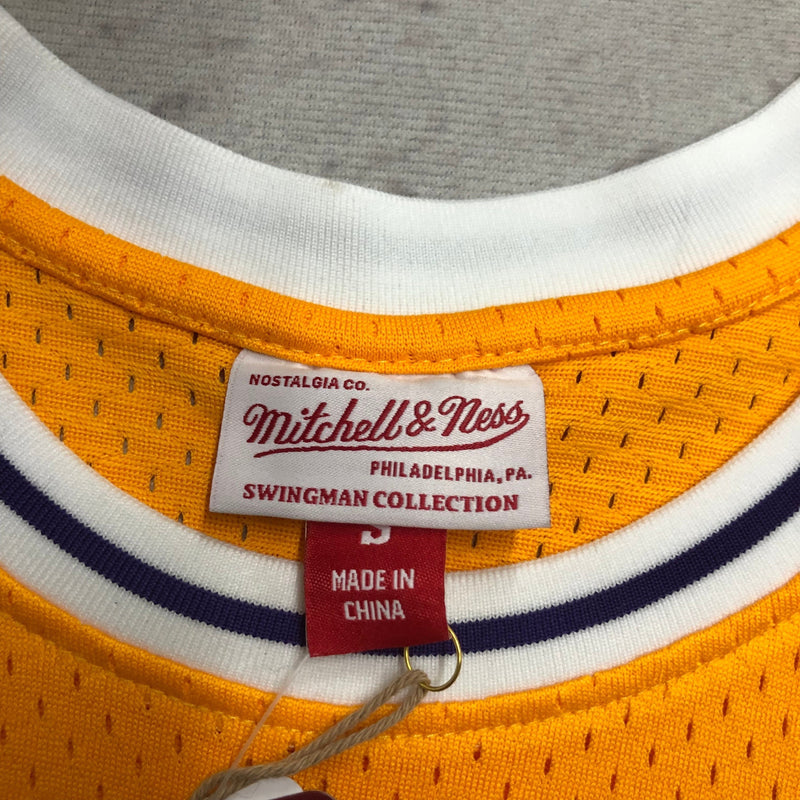 NOSTALGIA CO.
Mitchell & Ness
PHILADELPHIA, PA.
SWINGMAN COLLECTION
S
MADE IN
CHINA